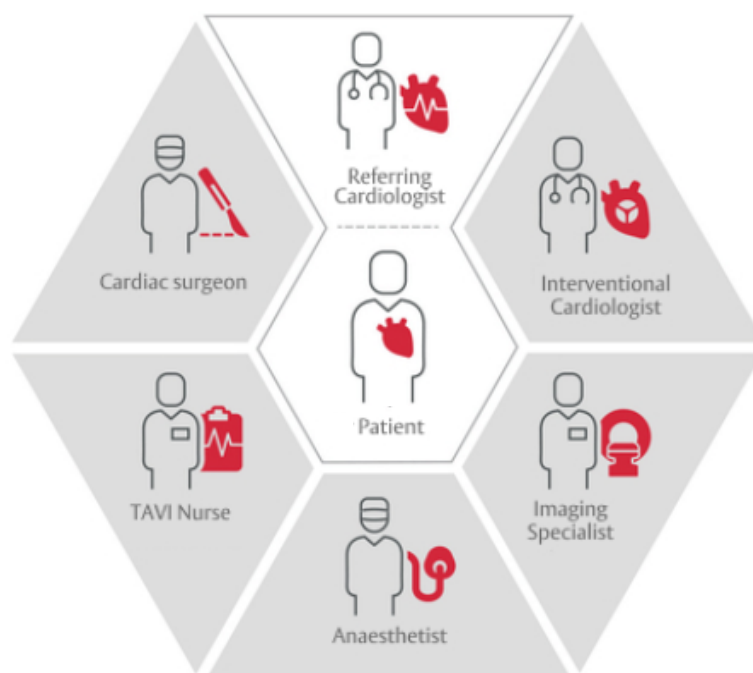 Referring
Cardiologist
Cardiac surgeon
Interventional
Cardiologist
Patient
TAVI Nurse
Imaging
Specialist
Anaesthetist